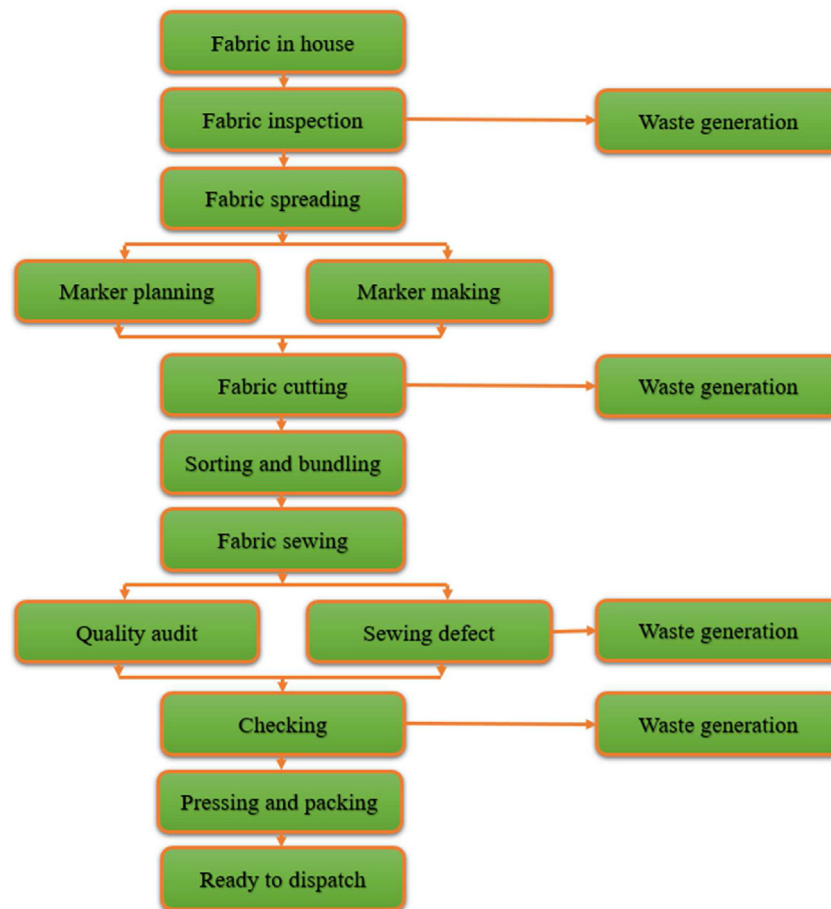 Fabric in house
Fabric inspection
Waste generation
Fabric spreading
Marker planning
Marker making
Fabric cutting
Waste generation
Sorting and bundling
Fabric sewing
Quality audit
Sewing defect
Waste generation
Checking
Waste generation
Pressing and packing
Ready to dispatch